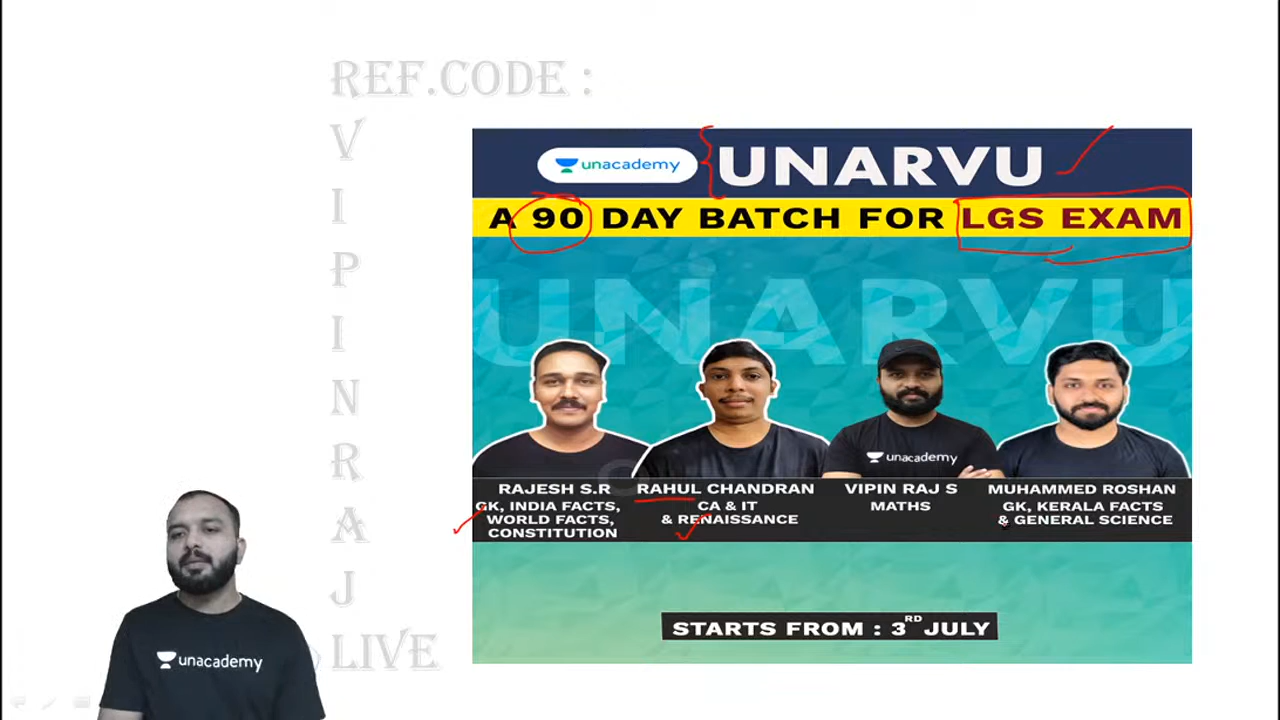 REF.CODE :
V
I
P
I
N
R
A
J
LIVE
unacademy
UNARVU
A 90 DAY BATCH FOR LGS EXAM
UNARVU
unacademy
RAJESH S.R
GK, INDIA FACTS,
WORLD FACTS,
CONSTITUTION
RAHUL CHANDRAN
CA & IT
& RENAISSANCE
VIPIN RAJ S
MATHS
MUHAMMED ROSHAN
GK, KERALA FACTS
& GENERAL SCIENCE
STARTS FROM : 3RD JULY
unacademy